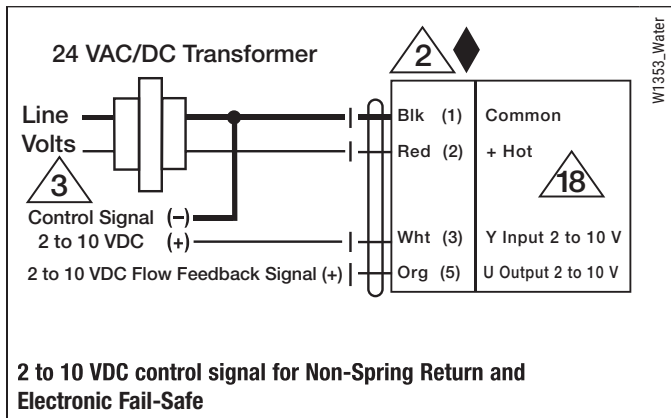 24 VAC/DC Transformer
2
W1353_Water
Line
Volts
Blk (1) Common
Red (2) + Hot
3
18
Control Signal (–)
2 to 10 VDC (+)
Wht (3) Y Input 2 to 10 V
2 to 10 VDC Flow Feedback Signal (+)
Org (5) U Output 2 to 10 V
2 to 10 VDC control signal for Non-Spring Return and
Electronic Fail-Safe